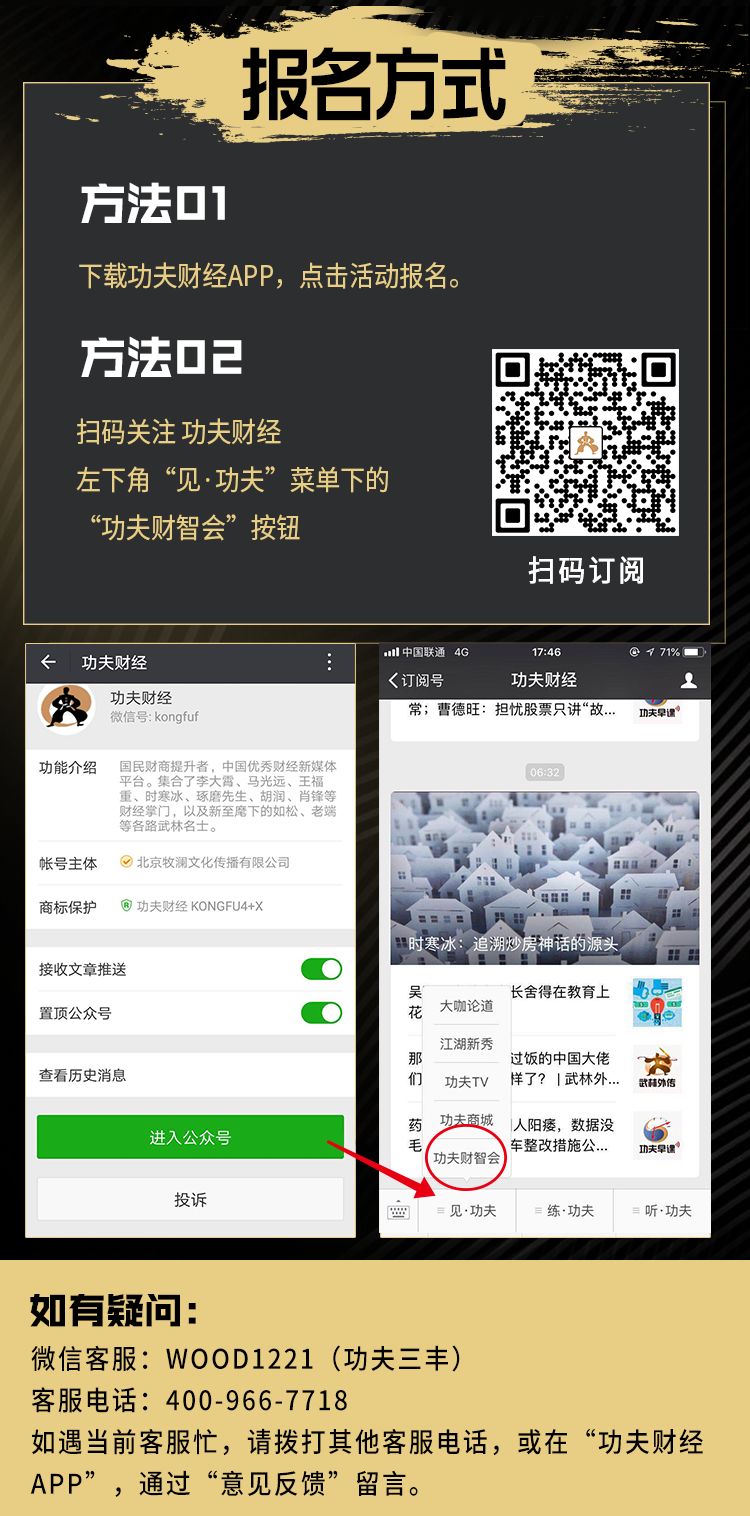 报名方式
方法01
下载功夫财经APP，点击活动报名。
方法02
扫码关注 功夫财经
左下角“见·功夫”菜单下的
“功夫财智会”按钮
扫码订阅
功夫财经
功夫财经
微信号: kongfuf
功能介绍
国民财商提升者，中国优秀财经新媒体
平台。集合了李大霄、马光远、王福
重、时寒冰、琢磨先生、胡润、肖锋等
财经掌门，以及新至麾下的如松、老端
等各路武林名士。
帐号主体
北京牧澜文化传播有限公司
商标保护
功夫财经 KONGFU4+X
接收文章推送
置顶公众号
查看历史消息
进入公众号
投诉
中国联通 4G 17:46 71%
订阅号 功夫财经
常；曹德旺：担忧股票只讲“故...
功夫早课
06:32
时寒冰：追溯炒房神话的源头
吴
长舍得在教育上
花
那
过饭的中国大佬
们
样了？| 武林外...
武林外传
药
人阳痿，数据没
毛
车整改措施公...
功夫早课
大咖论道
江湖新秀
功夫TV
功夫商城
功夫财智会
见·功夫
练·功夫
听·功夫
如有疑问：
微信客服：WOOD1221（功夫三丰）
客服电话：400-966-7718
如遇当前客服忙，请拨打其他客服电话，或在“功夫财经
APP”，通过“意见反馈”留言。